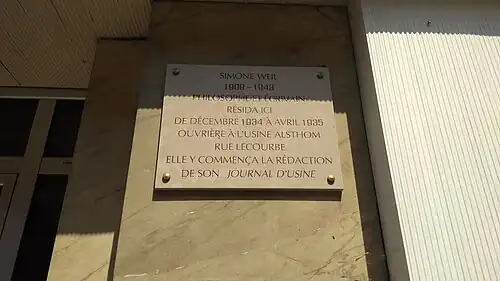 SIMONE WEIL
1909 - 1943
PHILOSOPHE ET ÉCRIVAIN
RÉSIDA ICI
DE DÉCEMBRE 1934 À AVRIL 1935
OUVRIÈRE À L'USINE ALSTHOM
RUE LECOURBE
ELLE Y COMMENÇA LA RÉDACTION
DE SON JOURNAL D'USINE